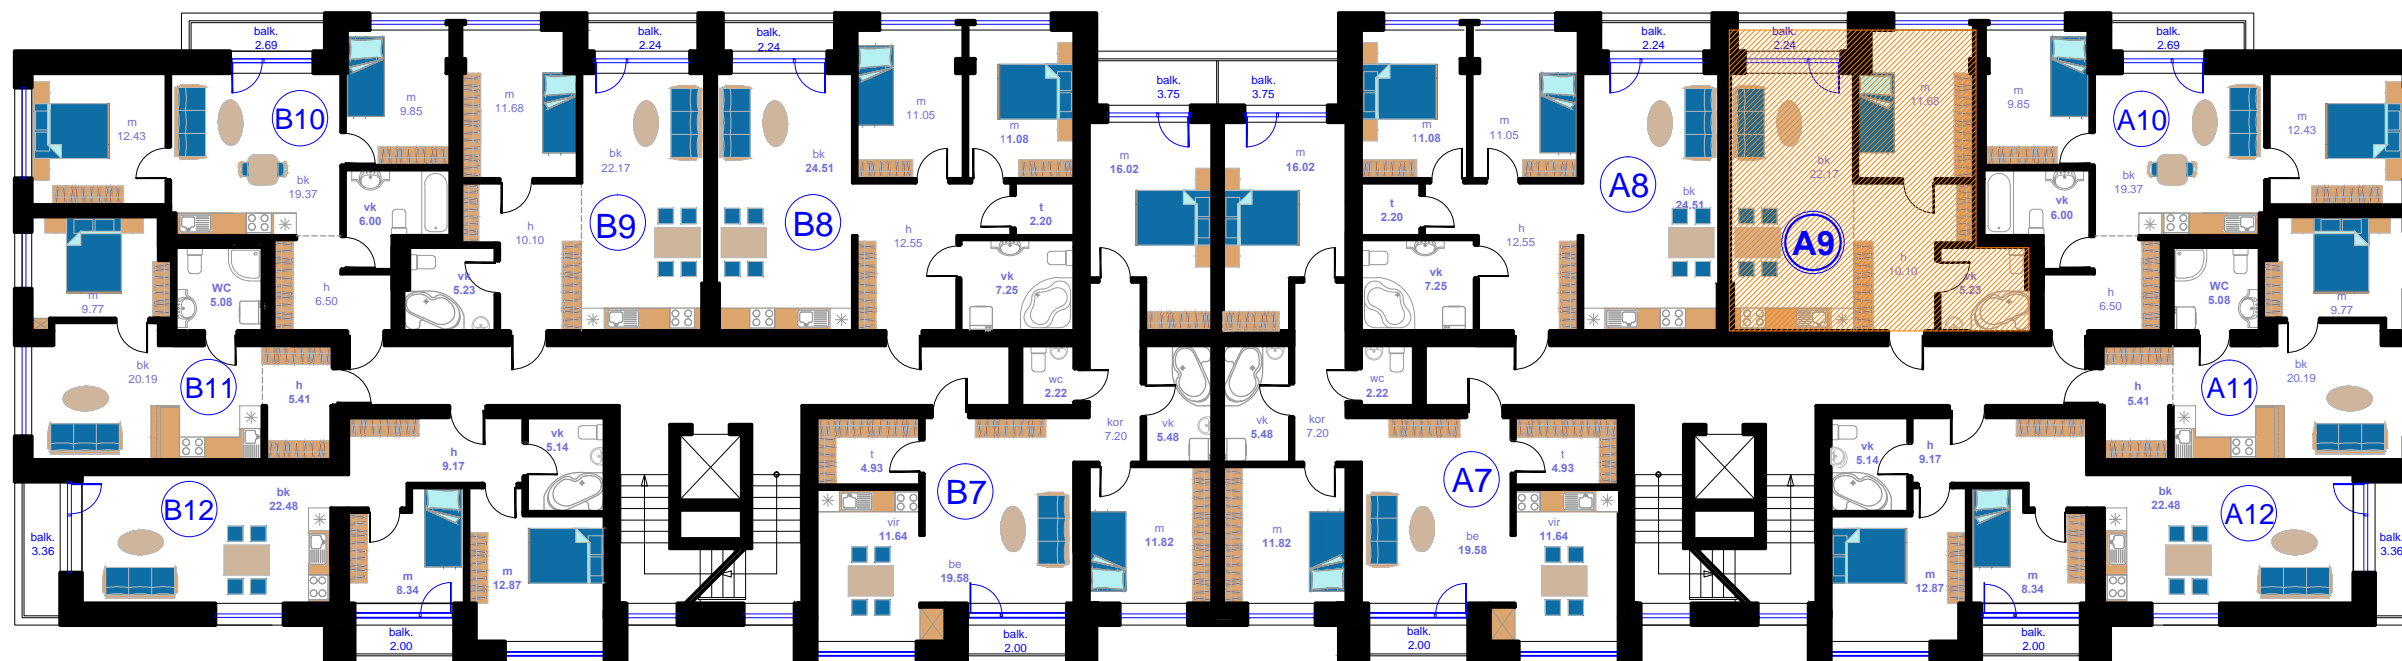 balk.
2.69
balk.
2.24
balk.
2.24
balk.
3.75
balk.
3.75
balk.
2.24
balk.
2.24
balk.
2.69
m
12.43
B10
bk
19.37
m
9.85
m
11.68
bk
22.17
B9
bk
24.51
B8
m
11.05
m
11.08
m
16.02
m
16.02
m
11.08
m
11.05
A8
bk
24.51
bk
22.17
A9
m
11.68
m
9.85
A10
bk
19.37
m
12.43
vk
6.00
h
10.10
h
12.55
t
2.20
t
2.20
h
12.55
h
10.10
vk
6.00
m
9.77
WC
5.08
h
6.50
vk
5.23
vk
7.25
vk
7.25
vk
5.23
h
6.50
WC
5.08
m
9.77
bk
20.19
B11
h
5.41
wc
2.22
wc
2.22
h
5.41
A11
bk
20.19
h
9.17
vk
5.14
t
4.93
kor
7.20
vk
5.48
vk
5.48
kor
7.20
t
4.93
vk
5.14
h
9.17
B12
bk
22.48
B7
A7
bk
22.48
A12
balk.
3.36
m
8.34
m
12.87
vir
11.64
be
19.58
m
11.82
m
11.82
be
19.58
vir
11.64
m
12.87
m
8.34
balk.
3.36
balk.
2.00
balk.
2.00
balk.
2.00
balk.
2.00